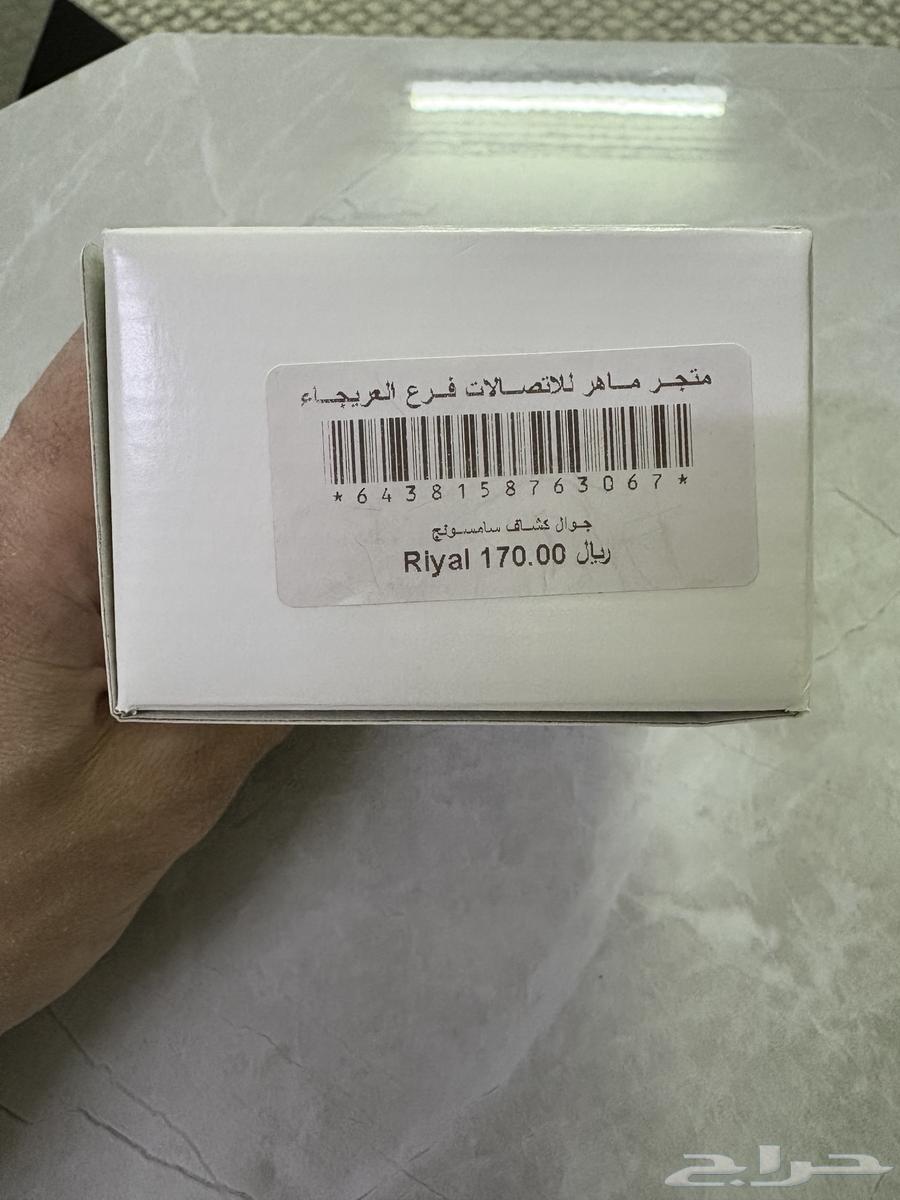 متجر ماهر للاتصالات فرع العريجاء
*6438158763067*
جوال كشاف سامسونج
Riyal 170.00 ريال
حراج